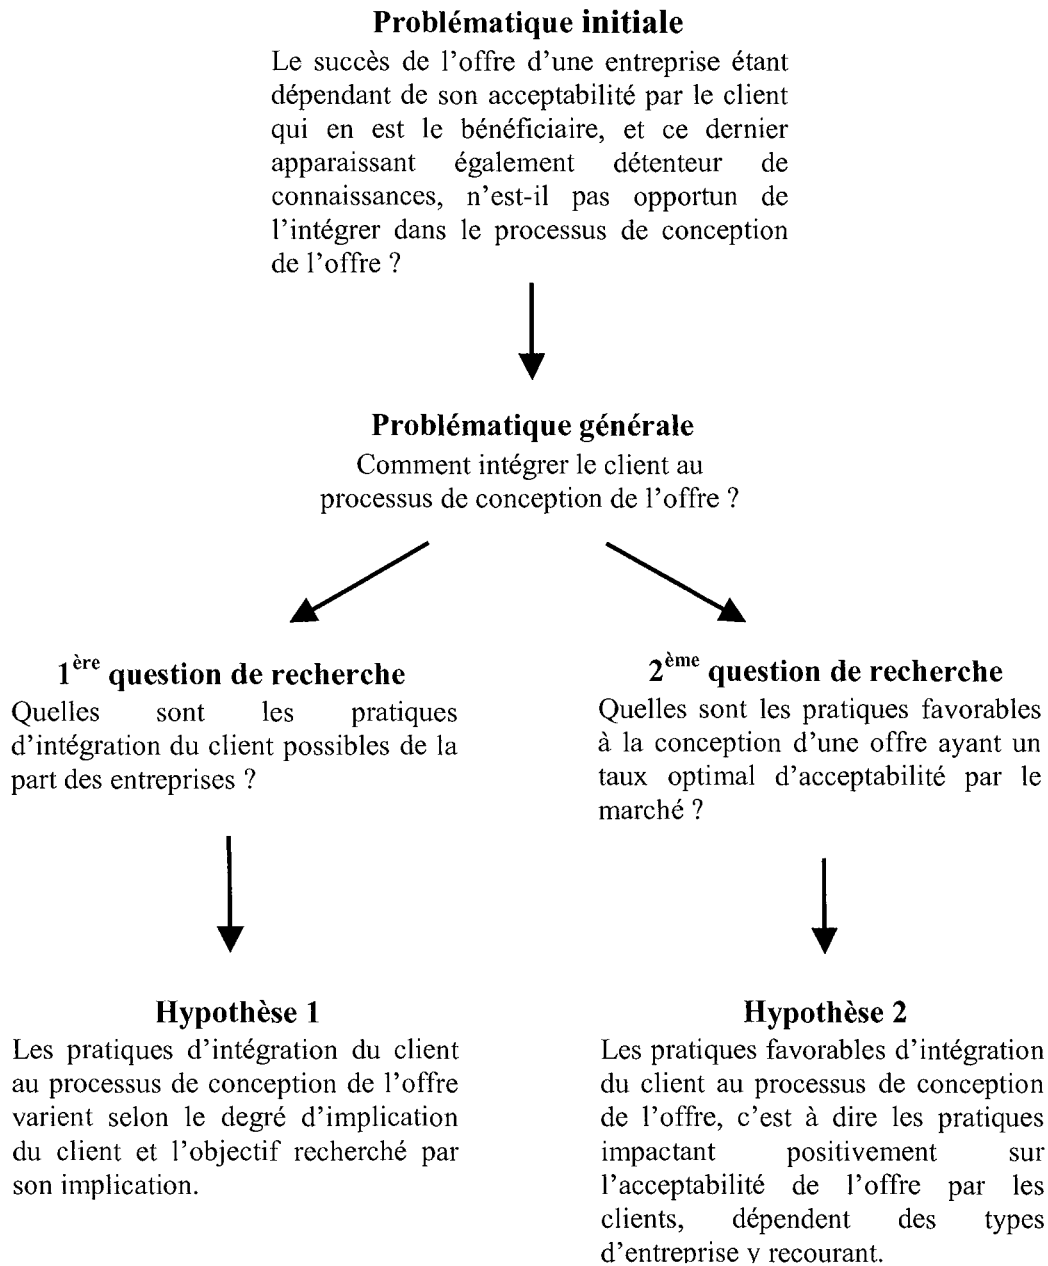 Problématique initiale
Le succès de l'offre d'une entreprise étant
dépendant de son acceptabilité par le client
qui en est le bénéficiaire, et ce dernier
apparaissant également détenteur de
connaissances, n'est-il pas opportun de
l'intégrer dans le processus de conception
de l'offre ?
Problématique générale
Comment intégrer le client au
processus de conception de l'offre ?
1ère question de recherche
Quelles sont les pratiques
d'intégration du client possibles de la
part des entreprises ?
2ème question de recherche
Quelles sont les pratiques favorables
à la conception d'une offre ayant un
taux optimal d'acceptabilité par le
marché ?
Hypothèse 1
Les pratiques d'intégration du client
au processus de conception de l'offre
varient selon le degré d'implication
du client et l'objectif recherché par
son implication.
Hypothèse 2
Les pratiques favorables d'intégration
du client au processus de conception
de l'offre, c'est à dire les pratiques
impactant positivement sur
l'acceptabilité de l'offre par les
clients, dépendent des types
d'entreprise y recourant.